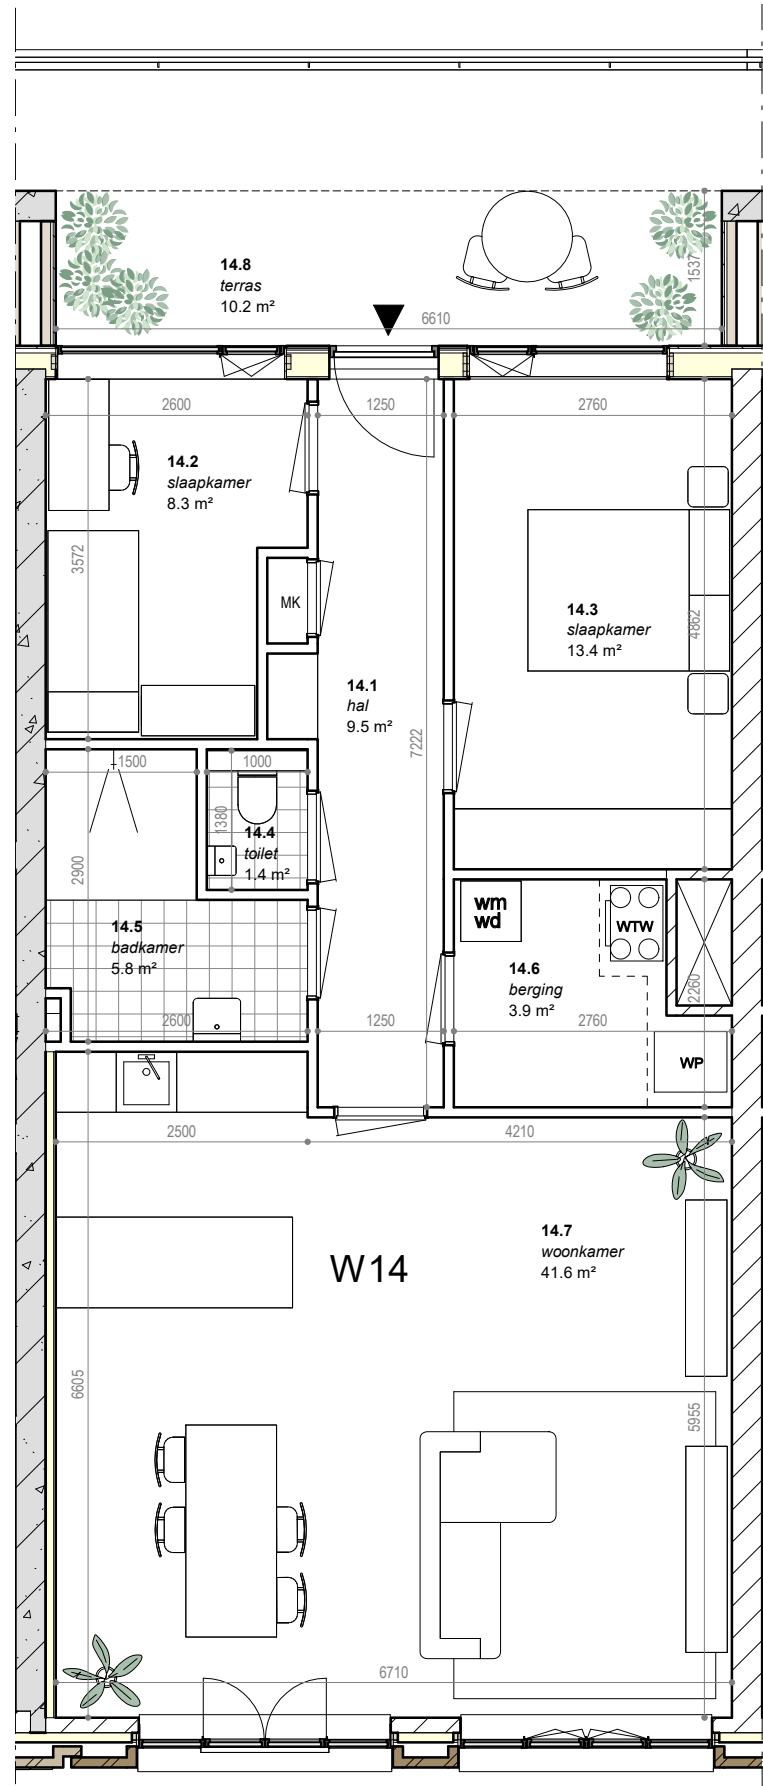 14.8
terras
10.2 m²
1537
6610
2600
1250
2760
14.2
slaapkamer
8.3 m²
3572
MK
14.3
slaapkamer
13.4 m²
4862
14.1
hal
9.5 m²
7222
1500
1000
1380
14.4
toilet
1.4 m²
2900
14.5
badkamer
5.8 m²
wm
wd
WTW
14.6
berging
3.9 m²
2260
2600
1250
2760
WP
2500
4210
14.7
woonkamer
41.6 m²
W14
6605
5955
6710